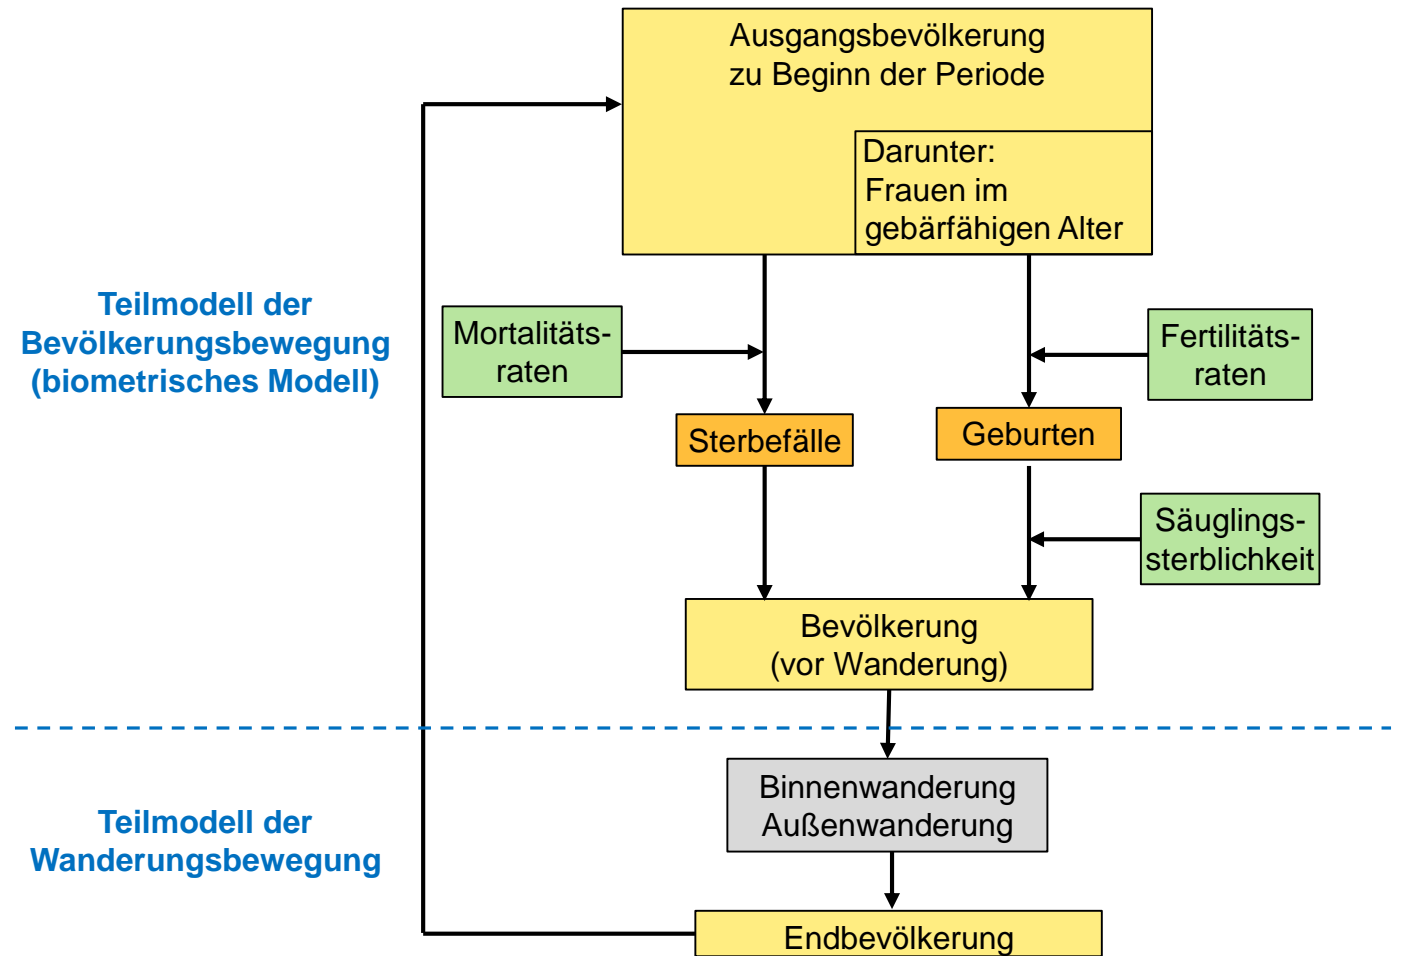 Ausgangsbevölkerung
zu Beginn der Periode
Darunter:
Frauen im
gebärfähigen Alter
Teilmodell der
Bevölkerungsbewegung
(biometrisches Modell)
Mortalitäts-
raten
Fertilitäts-
raten
Sterbefälle
Geburten
Säuglings-
sterblichkeit
Bevölkerung
(vor Wanderung)
Teilmodell der
Wanderungsbewegung
Binnenwanderung
Außenwanderung
Endbevölkerung